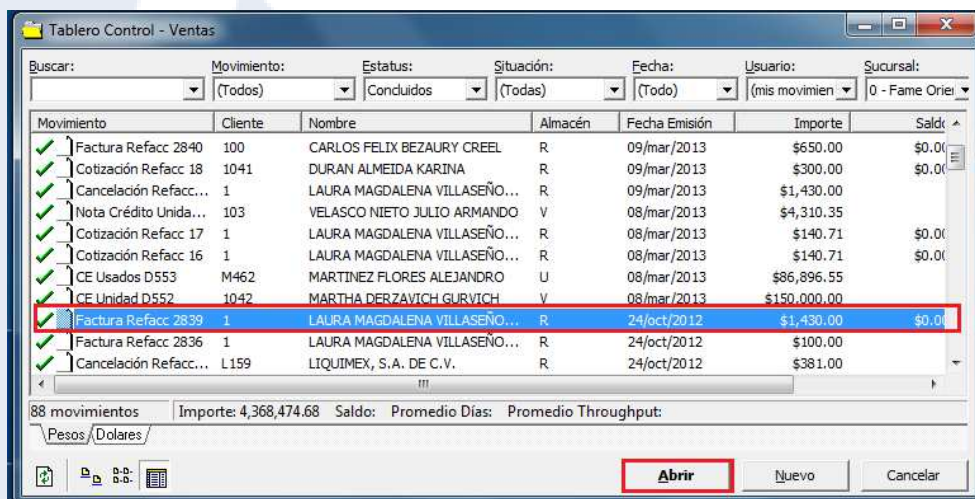 Tablero Control - Ventas
Buscar: Movimiento: Estatus: Situación: Fecha: Usuario: Sucursal:
(Todos) Concluidos (Todas) (Todo) (mis movimien 0 - Fame Orier
Movimiento Cliente Nombre Almacén Fecha Emisión Importe Saldo
Factura Refacc 2840 100 CARLOS FELIX BEZAURY CREEL R 09/mar/2013 $650.00 $0.00
Cotización Refacc 18 1041 DURAN ALMEIDA KARINA R 09/mar/2013 $300.00 $0.00
Cancelación Refacc... 1 LAURA MAGDALENA VILLASEÑO... R 09/mar/2013 $1,430.00
Nota Crédito Unida... 103 VELASCO NIETO JULIO ARMANDO V 08/mar/2013 $4,310.35
Cotización Refacc 17 1 LAURA MAGDALENA VILLASEÑO... R 08/mar/2013 $140.71 $0.00
Cotización Refacc 16 1 LAURA MAGDALENA VILLASEÑO... R 08/mar/2013 $140.71 $0.00
CE Usados D553 M462 MARTINEZ FLORES ALEJANDRO U 08/mar/2013 $86,896.55
CE Unidad D552 1042 MARTHA DERZAVICH GURVICH V 08/mar/2013 $150,000.00
Factura Refacc 2839 1 LAURA MAGDALENA VILLASEÑO... R 24/oct/2012 $1,430.00 $0.00
Factura Refacc 2836 1 LAURA MAGDALENA VILLASEÑO... R 24/oct/2012 $100.00
Cancelación Refacc... L159 LIQUIMEX, S.A. DE C.V. R 24/oct/2012 $381.00
88 movimientos Importe: 4,368,474.68 Saldo: Promedio Días: Promedio Throughput:
Pesos Dolares
Abrir Nuevo Cancelar